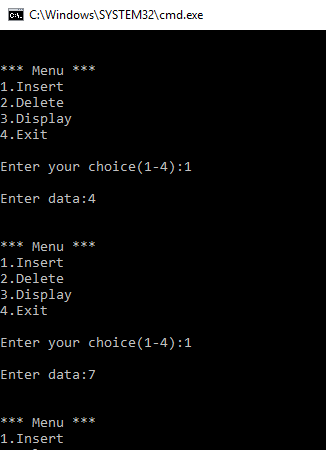 C:\Windows\SYSTEM32\cmd.exe
*** Menu ***
1.Insert
2.Delete
3.Display
4.Exit
Enter your choice(1-4):1
Enter data:4
*** Menu ***
1.Insert
2.Delete
3.Display
4.Exit
Enter your choice(1-4):1
Enter data:7
*** Menu ***
1.Insert